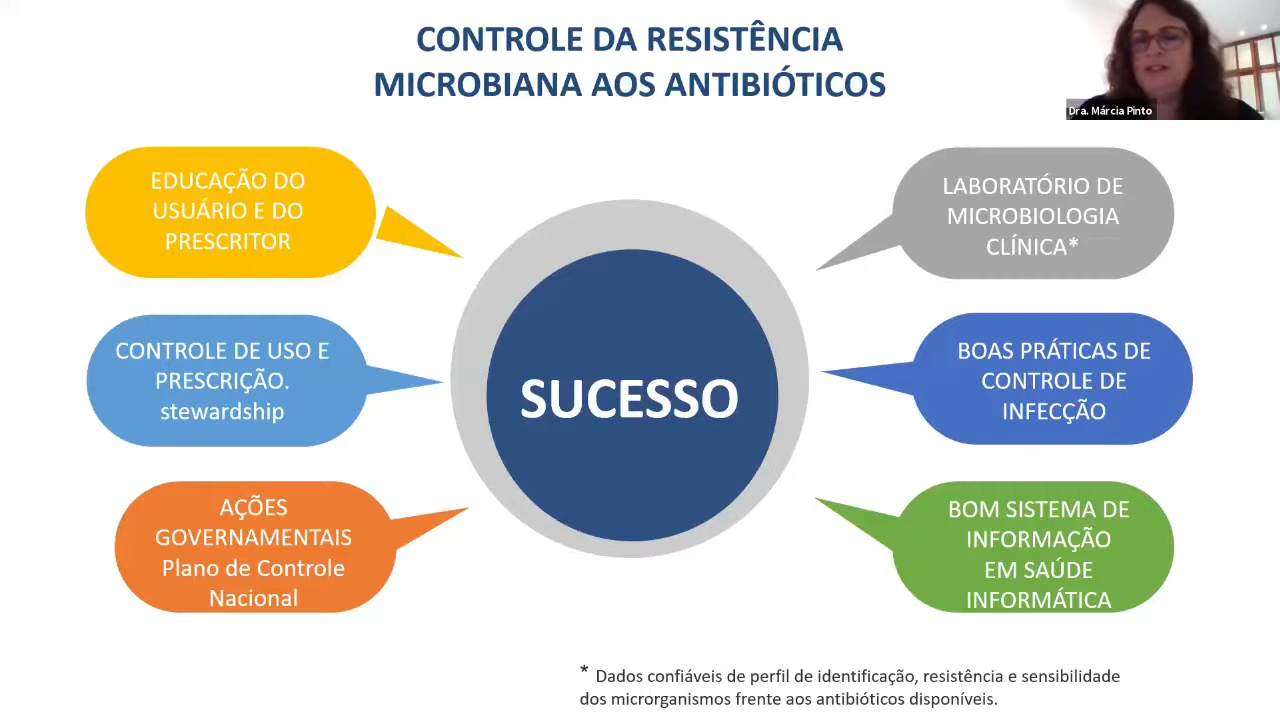 CONTROLE DA RESISTÊNCIA
MICROBIANA AOS ANTIBIÓTICOS
Dra. Márcia Pinto
EDUCAÇÃO DO
USUÁRIO E DO
PRESCRITOR
LABORATÓRIO DE
MICROBIOLOGIA
CLÍNICA*
CONTROLE DE USO E
PRESCRIÇÃO.
stewardship
SUCESSO
BOAS PRÁTICAS DE
CONTROLE DE
INFECÇÃO
AÇÕES
GOVERNAMENTAIS
Plano de Controle
Nacional
BOM SISTEMA DE
INFORMAÇÃO
EM SAÚDE
INFORMÁTICA
* Dados confiáveis de perfil de identificação, resistência e sensibilidade
dos microrganismos frente aos antibióticos disponíveis.